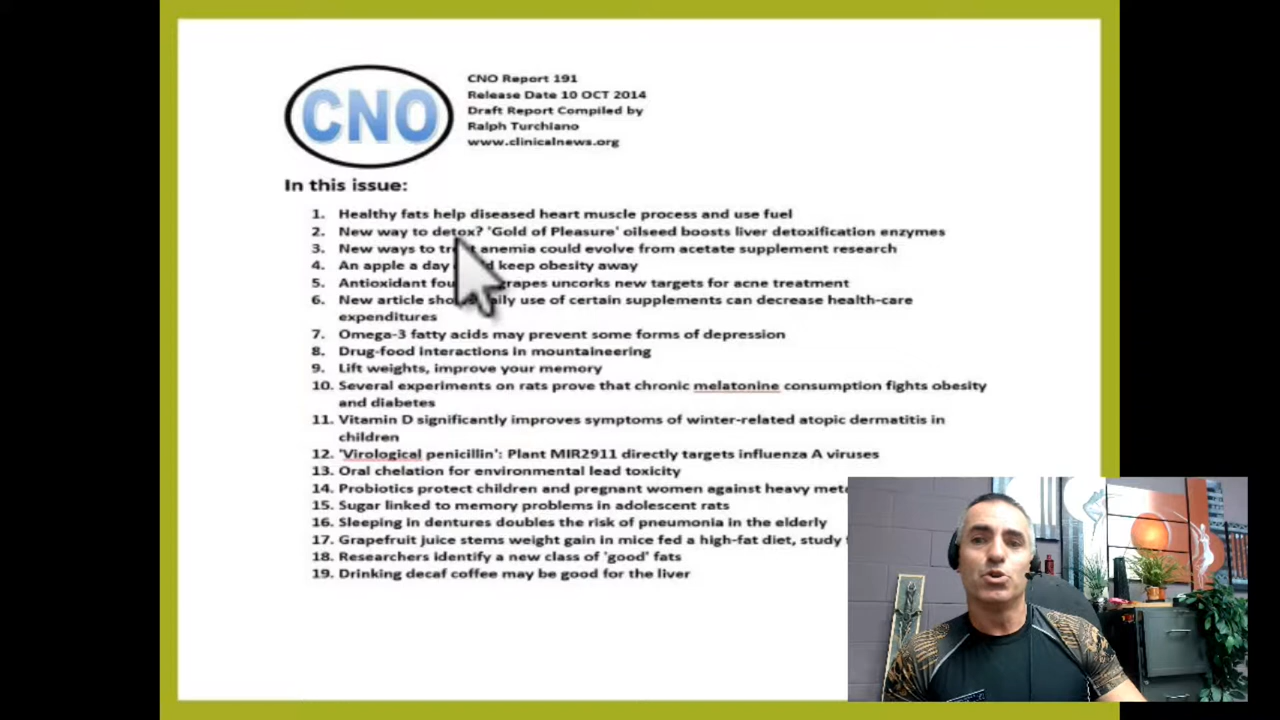 CNO
CNO Report 191
Release Date 10 OCT 2014
Draft Report Compiled by
Ralph Turchiano
www.clinicalnews.org
In this issue:
1. Healthy fats help diseased heart muscle process and use fuel
2. New way to detox? 'Gold of Pleasure' oilseed boosts liver detoxification enzymes
3. New ways to treat anemia could evolve from acetate supplement research
4. An apple a day keep obesity away
5. Antioxidant grapes uncorks new targets for acne treatment
6. New article daily use of certain supplements can decrease health-care
expenditures
7. Omega-3 fatty acids may prevent some forms of depression
8. Drug-food interactions in mountaineering
9. Lift weights, improve your memory
10. Several experiments on rats prove that chronic melatonine consumption fights obesity
and diabetes
11. Vitamin D significantly improves symptoms of winter-related atopic dermatitis in
children
12. 'Virological penicillin': Plant MIR2911 directly targets influenza A viruses
13. Oral chelation for environmental lead toxicity
14. Probiotics protect children and pregnant women against heavy
15. Sugar linked to memory problems in adolescent rats
16. Sleeping in dentures doubles the risk of pneumonia in the elderly
17. Grapefruit juice stems weight gain in mice fed a high-fat diet, study
18. Researchers identify a new class of 'good' fats
19. Drinking decaf coffee may be good for the liver